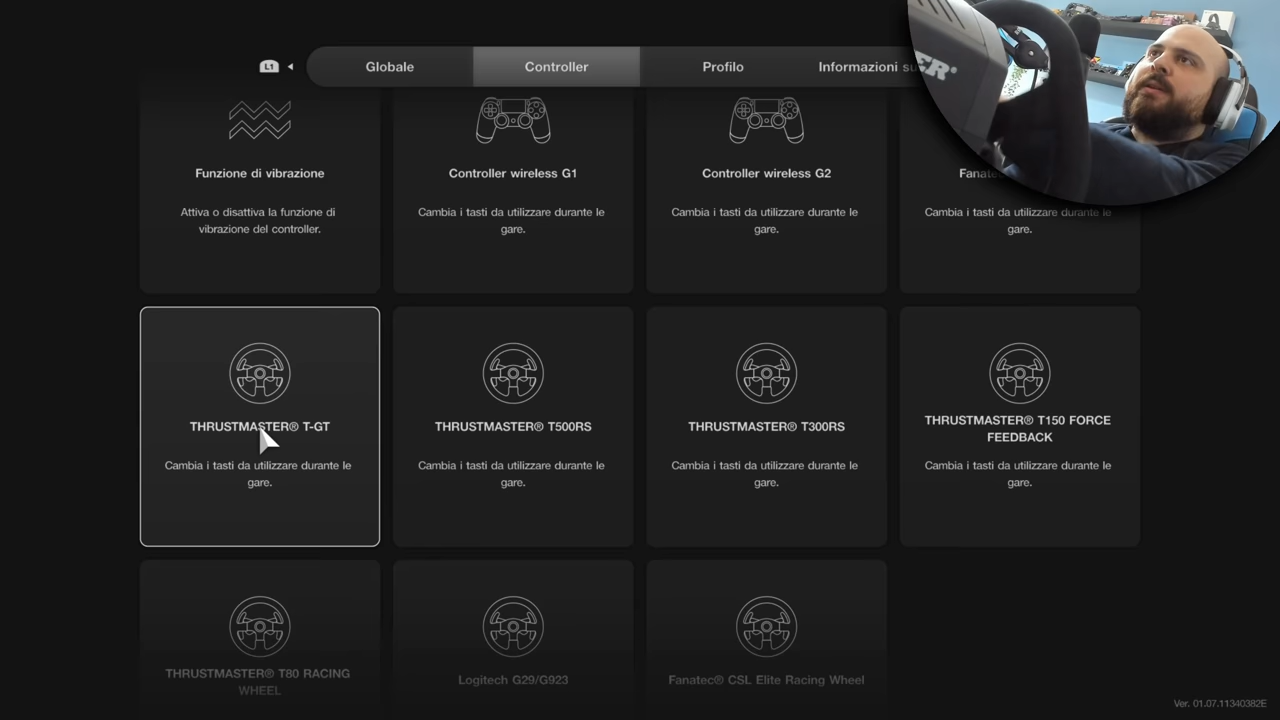 L1
Globale
Controller
Profilo
Informazioni
Funzione di vibrazione
Attiva o disattiva la funzione di
vibrazione del controller.
Controller wireless G1
Cambia i tasti da utilizzare durante le
gare.
Controller wireless G2
Cambia i tasti da utilizzare durante le
gare.
Cambia i tasti da utilizzare durante le
gare.
THRUSTMASTER® T-GT
Cambia i tasti da utilizzare durante le
gare.
THRUSTMASTER® T500RS
Cambia i tasti da utilizzare durante le
gare.
THRUSTMASTER® T300RS
Cambia i tasti da utilizzare durante le
gare.
THRUSTMASTER® T150 FORCE
FEEDBACK
Cambia i tasti da utilizzare durante le
gare.
THRUSTMASTER® T80 RACING
WHEEL
Logitech G29/G923
Fanatec® CSL Elite Racing Wheel
Ver. 01.07.11340382E